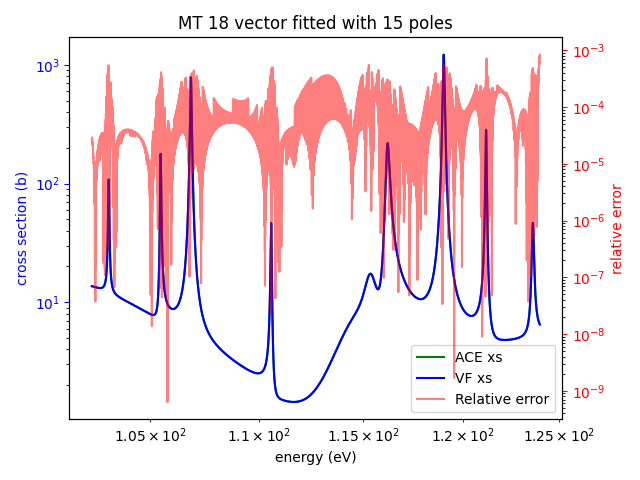 MT 18 vector fitted with 15 poles
cross section (b)
10³
10²
10¹
10⁻³
10⁻⁴
10⁻⁵
10⁻⁶
10⁻⁷
10⁻⁸
10⁻⁹
relative error
ACE xs
VF xs
Relative error
1.05 × 10² 1.1 × 10² 1.15 × 10² 1.2 × 10² 1.25 × 10²
energy (eV)